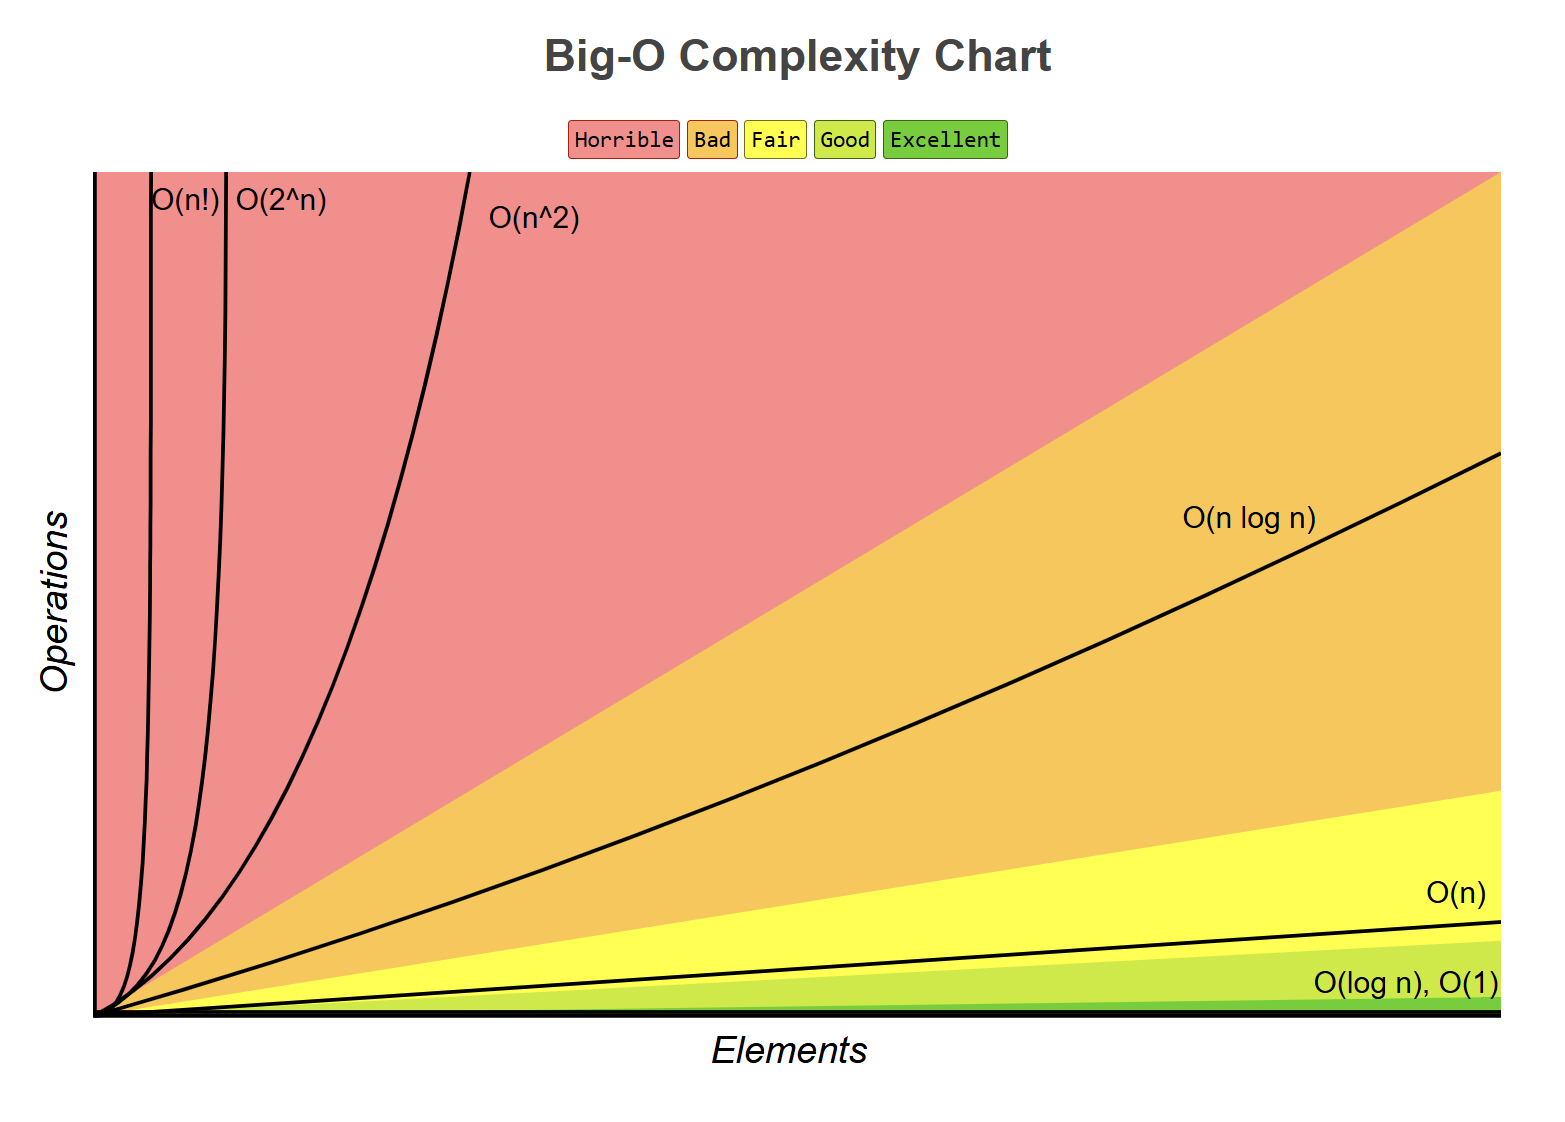 Big-O Complexity Chart
Horrible Bad Fair Good Excellent
O(n!) O(2^n)
O(n^2)
O(n log n)
Operations
O(n)
O(log n), O(1)
Elements